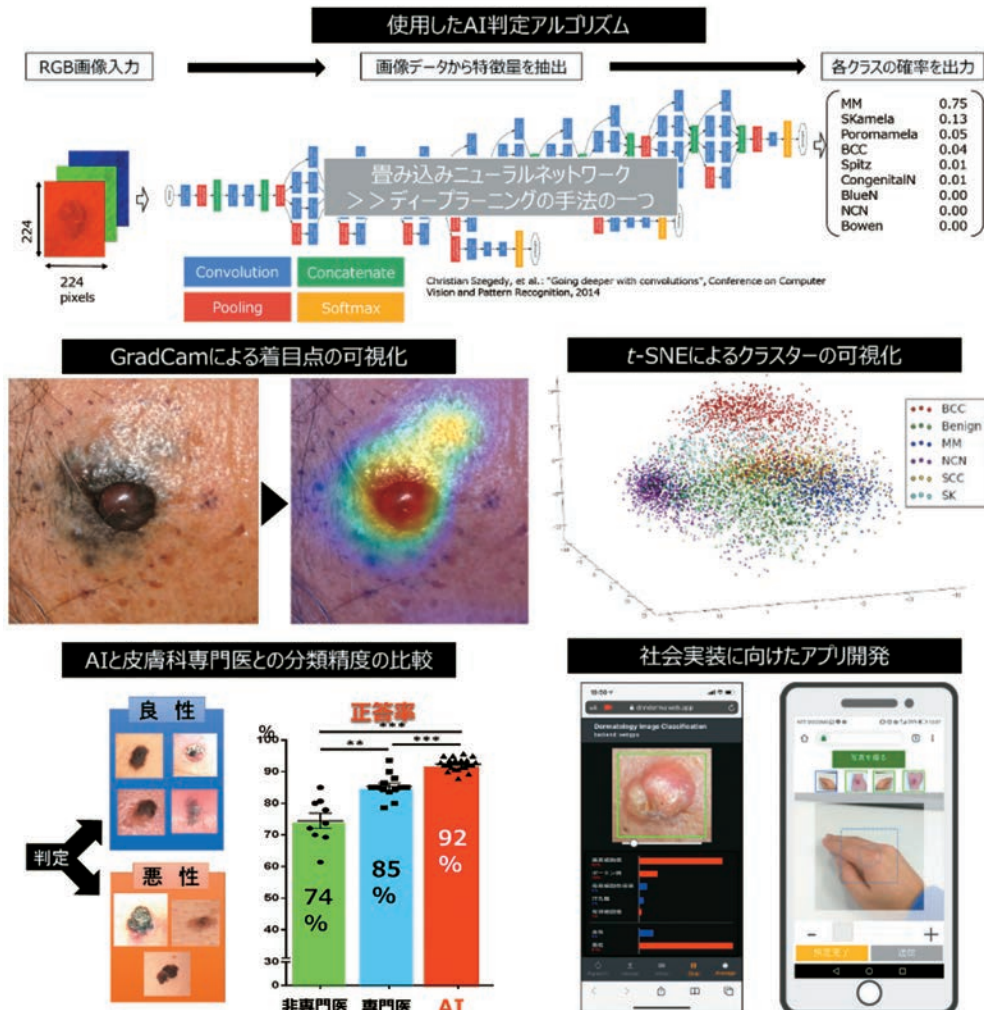 使用したAI判定アルゴリズム
RGB画像入力
画像データから特徴量を抽出
各クラスの確率を出力
MM 0.75
SKamela 0.13
Poromamela 0.05
BCC 0.04
Spitz 0.01
CongenitalN 0.01
BlueN 0.00
NCN 0.00
Bowen 0.00
畳み込みニューラルネットワーク
>>ディープラーニングの手法の一つ
224
224
pixels
Convolution
Concatenate
Pooling
Softmax
Christian Szegedy, et al.: "Going deeper with convolutions", Conference on Computer
Vision and Pattern Recognition, 2014
GradCamによる着目点の可視化
t-SNEによるクラスターの可視化
BCC
Benign
MM
NCN
SCC
SK
AIと皮膚科専門医との分類精度の比較
良 性
判定
悪 性
正答率
%
***
**
***
100
90
80
70
60
50
40
30
0
74
%
85
%
92
%
非専門医
専門医
AI
社会実装に向けたアプリ開発
Dermatology Image Classification
写真を撮る
送信